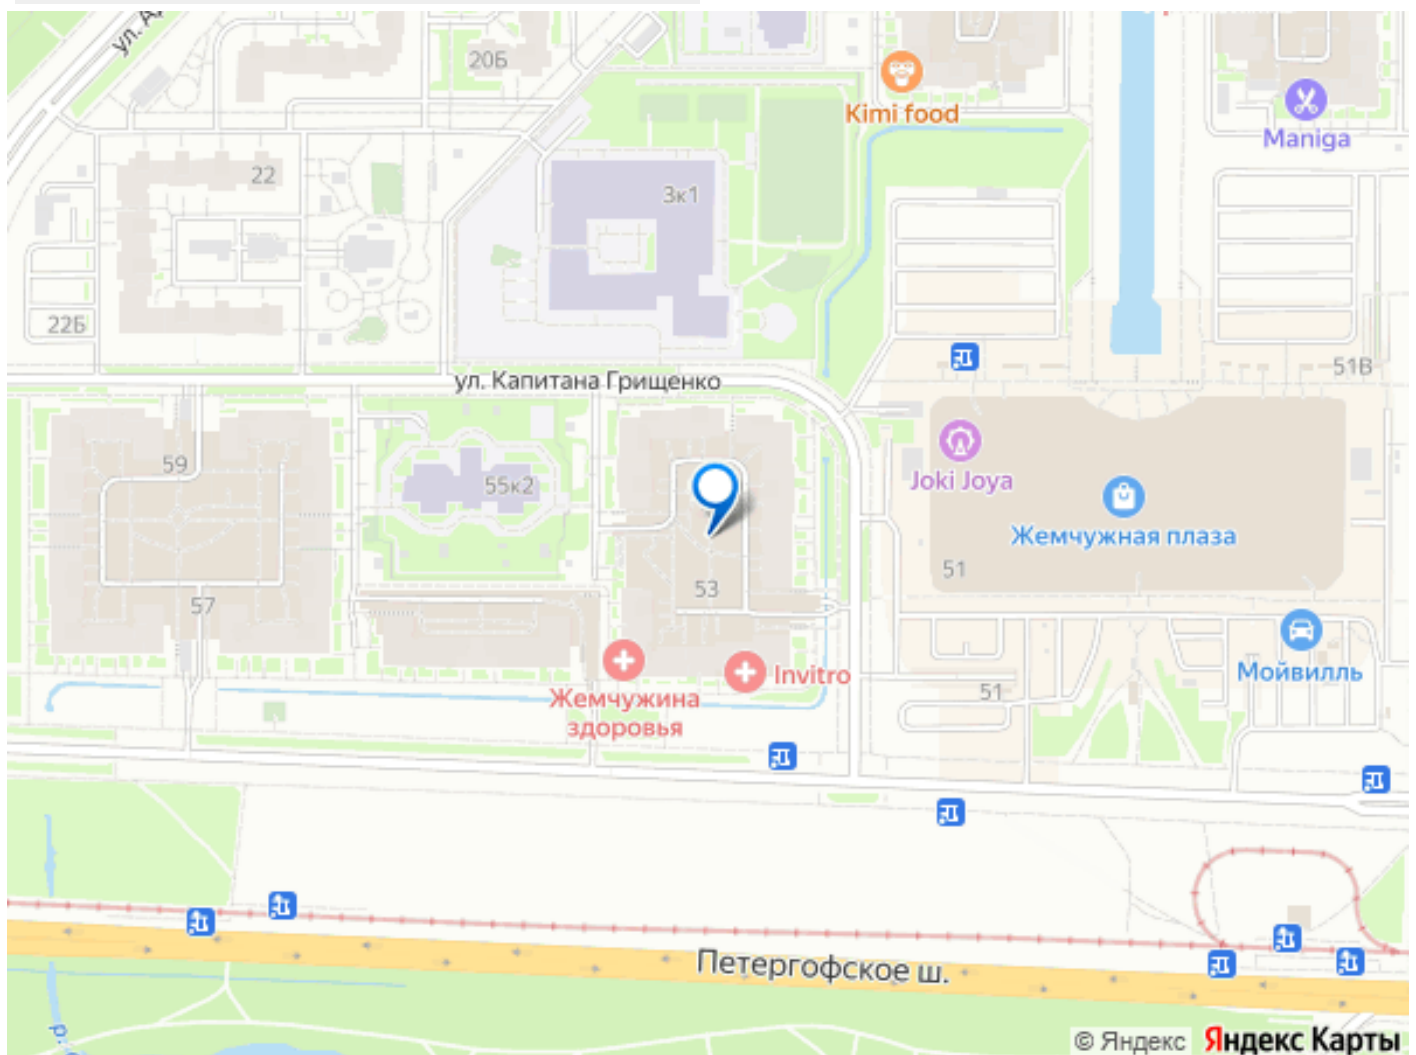 ул. 
20Б
Kimi food
Maniga
22
3к1
22Б
ул. Капитана Грищенко
51В
59
55к2
Joki Joya
Жемчужная плаза
51
53
57
Мойвилль
Invitro
Жемчужина
здоровья
51
Петергофское ш.
р.
© Яндекс Яндекс Карты